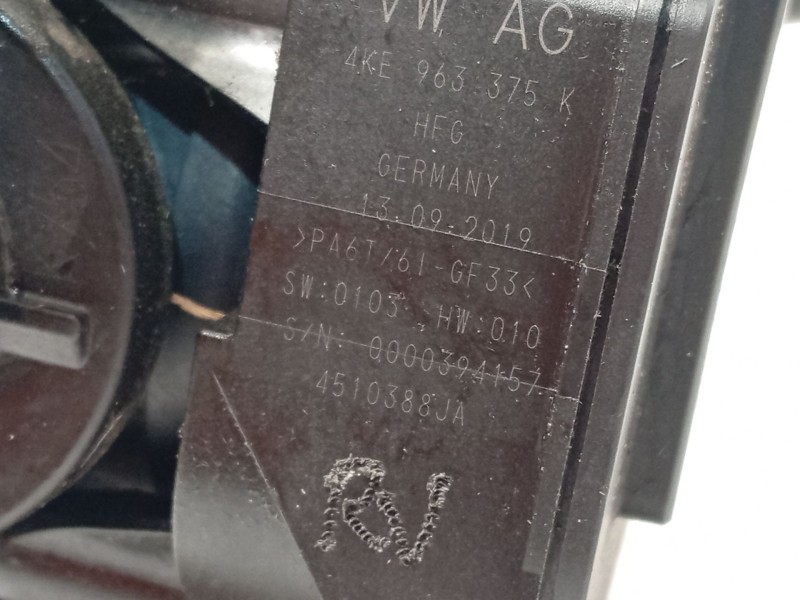 VW AG
4KE 963 375 K
HFG
GERMANY
13.09.2019
>PA6T/6I-GF33<
SW:0103 HW:010
S/N: 0000394157
4510388JA
RV